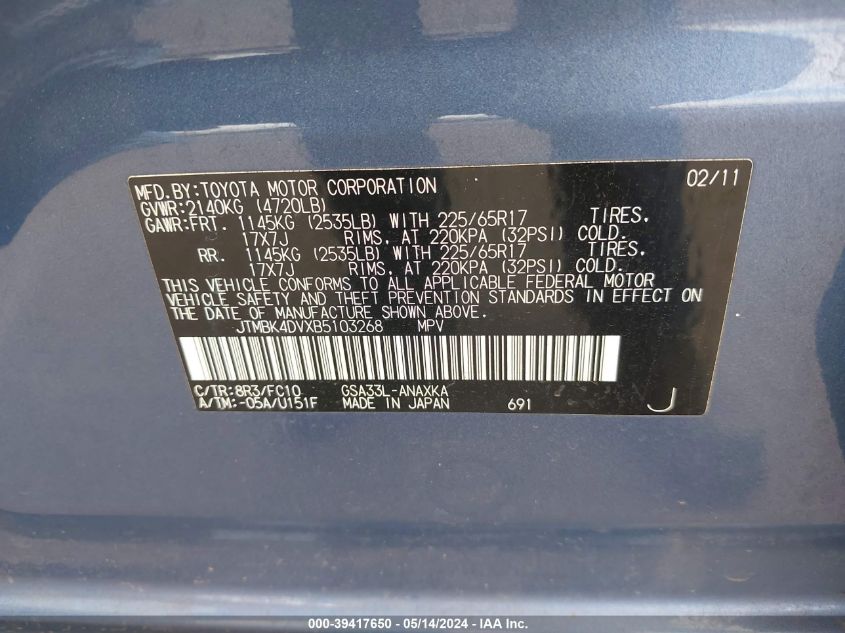 MFD.BY:TOYOTA MOTOR CORPORATION 02/11
GVWR:2140KG (4720LB)
GAWR:FRT. 1145KG (2535LB) WITH 225/65R17 TIRES.
17X7J RIMS, AT 220KPA (32PSI) COLD.
RR. 1145KG (2535LB) WITH 225/65R17 TIRES.
17X7J RIMS, AT 220KPA (32PSI) COLD.
THIS VEHICLE CONFORMS TO ALL APPLICABLE FEDERAL MOTOR
VEHICLE SAFETY AND THEFT PREVENTION STANDARDS IN EFFECT ON
THE DATE OF MANUFACTURE SHOWN ABOVE.
JTMBK4DVXB5103268 MPV
C/TR:8R3/FC10 GSA33L-ANAXKA
A/TM:-05A/U151F MADE IN JAPAN 691 J
000-39417650 - 05/14/2024 - IAA Inc.